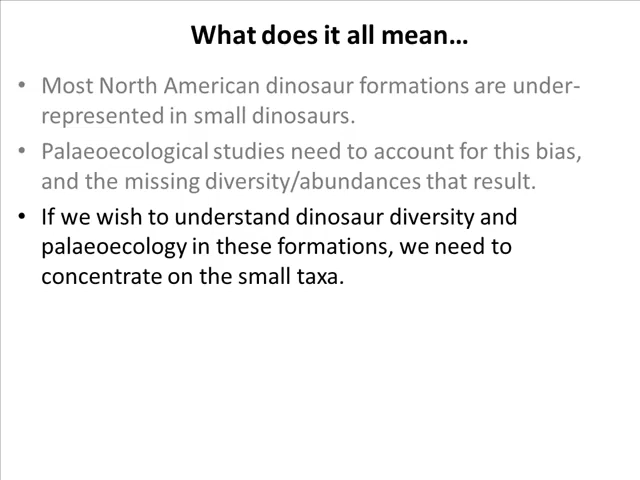 What does it all mean…
• Most North American dinosaur formations are under-
represented in small dinosaurs.
• Palaeoecological studies need to account for this bias,
and the missing diversity/abundances that result.
• If we wish to understand dinosaur diversity and
palaeoecology in these formations, we need to
concentrate on the small taxa.